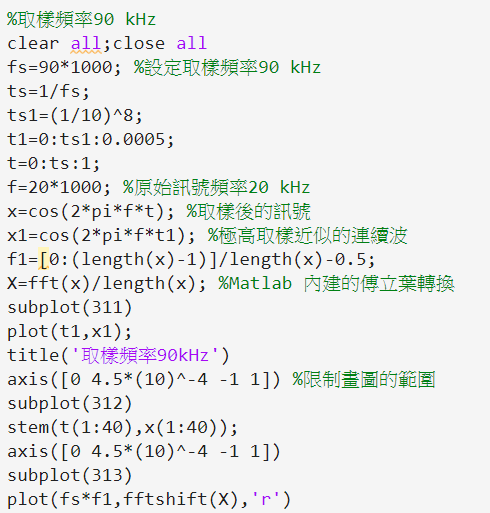 %取樣頻率90 kHz
clear all;close all
fs=90*1000; %設定取樣頻率90 kHz
ts=1/fs;
ts1=(1/10)^8;
t1=0:ts1:0.0005;
t=0:ts:1;
f=20*1000; %原始訊號頻率20 kHz
x=cos(2*pi*f*t); %取樣後的訊號
x1=cos(2*pi*f*t1); %極高取樣近似的連續波
f1=[0:(length(x)-1)]/length(x)-0.5;
X=fft(x)/length(x); %Matlab 內建的傅立葉轉換
subplot(311)
plot(t1,x1);
title('取樣頻率90kHz')
axis([0 4.5*(10)^-4 -1 1]) %限制畫圖的範圍
subplot(312)
stem(t(1:40),x(1:40));
axis([0 4.5*(10)^-4 -1 1])
subplot(313)
plot(fs*f1,fftshift(X),'r')